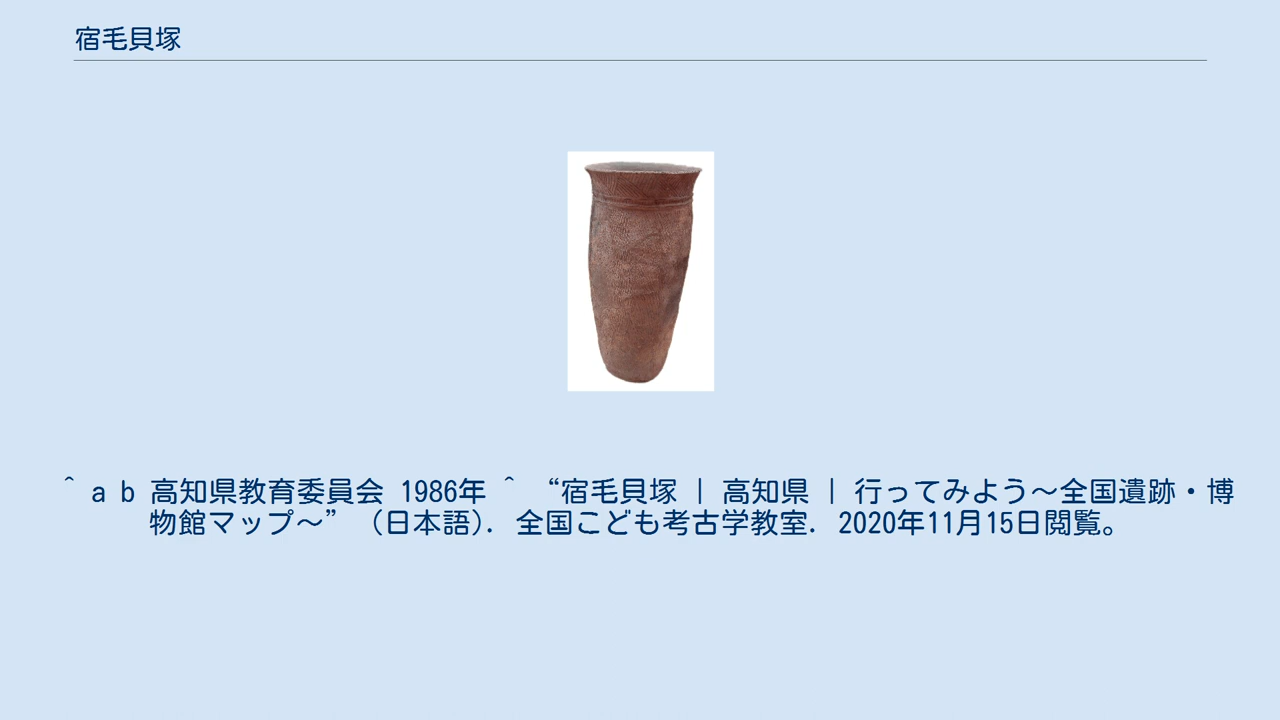 宿毛貝塚
^ a b 高知県教育委員会 1986年 ^ “宿毛貝塚 | 高知県 | 行ってみよう～全国遺跡・博
物館マップ～” (日本語). 全国こども考古学教室. 2020年11月15日閲覧。